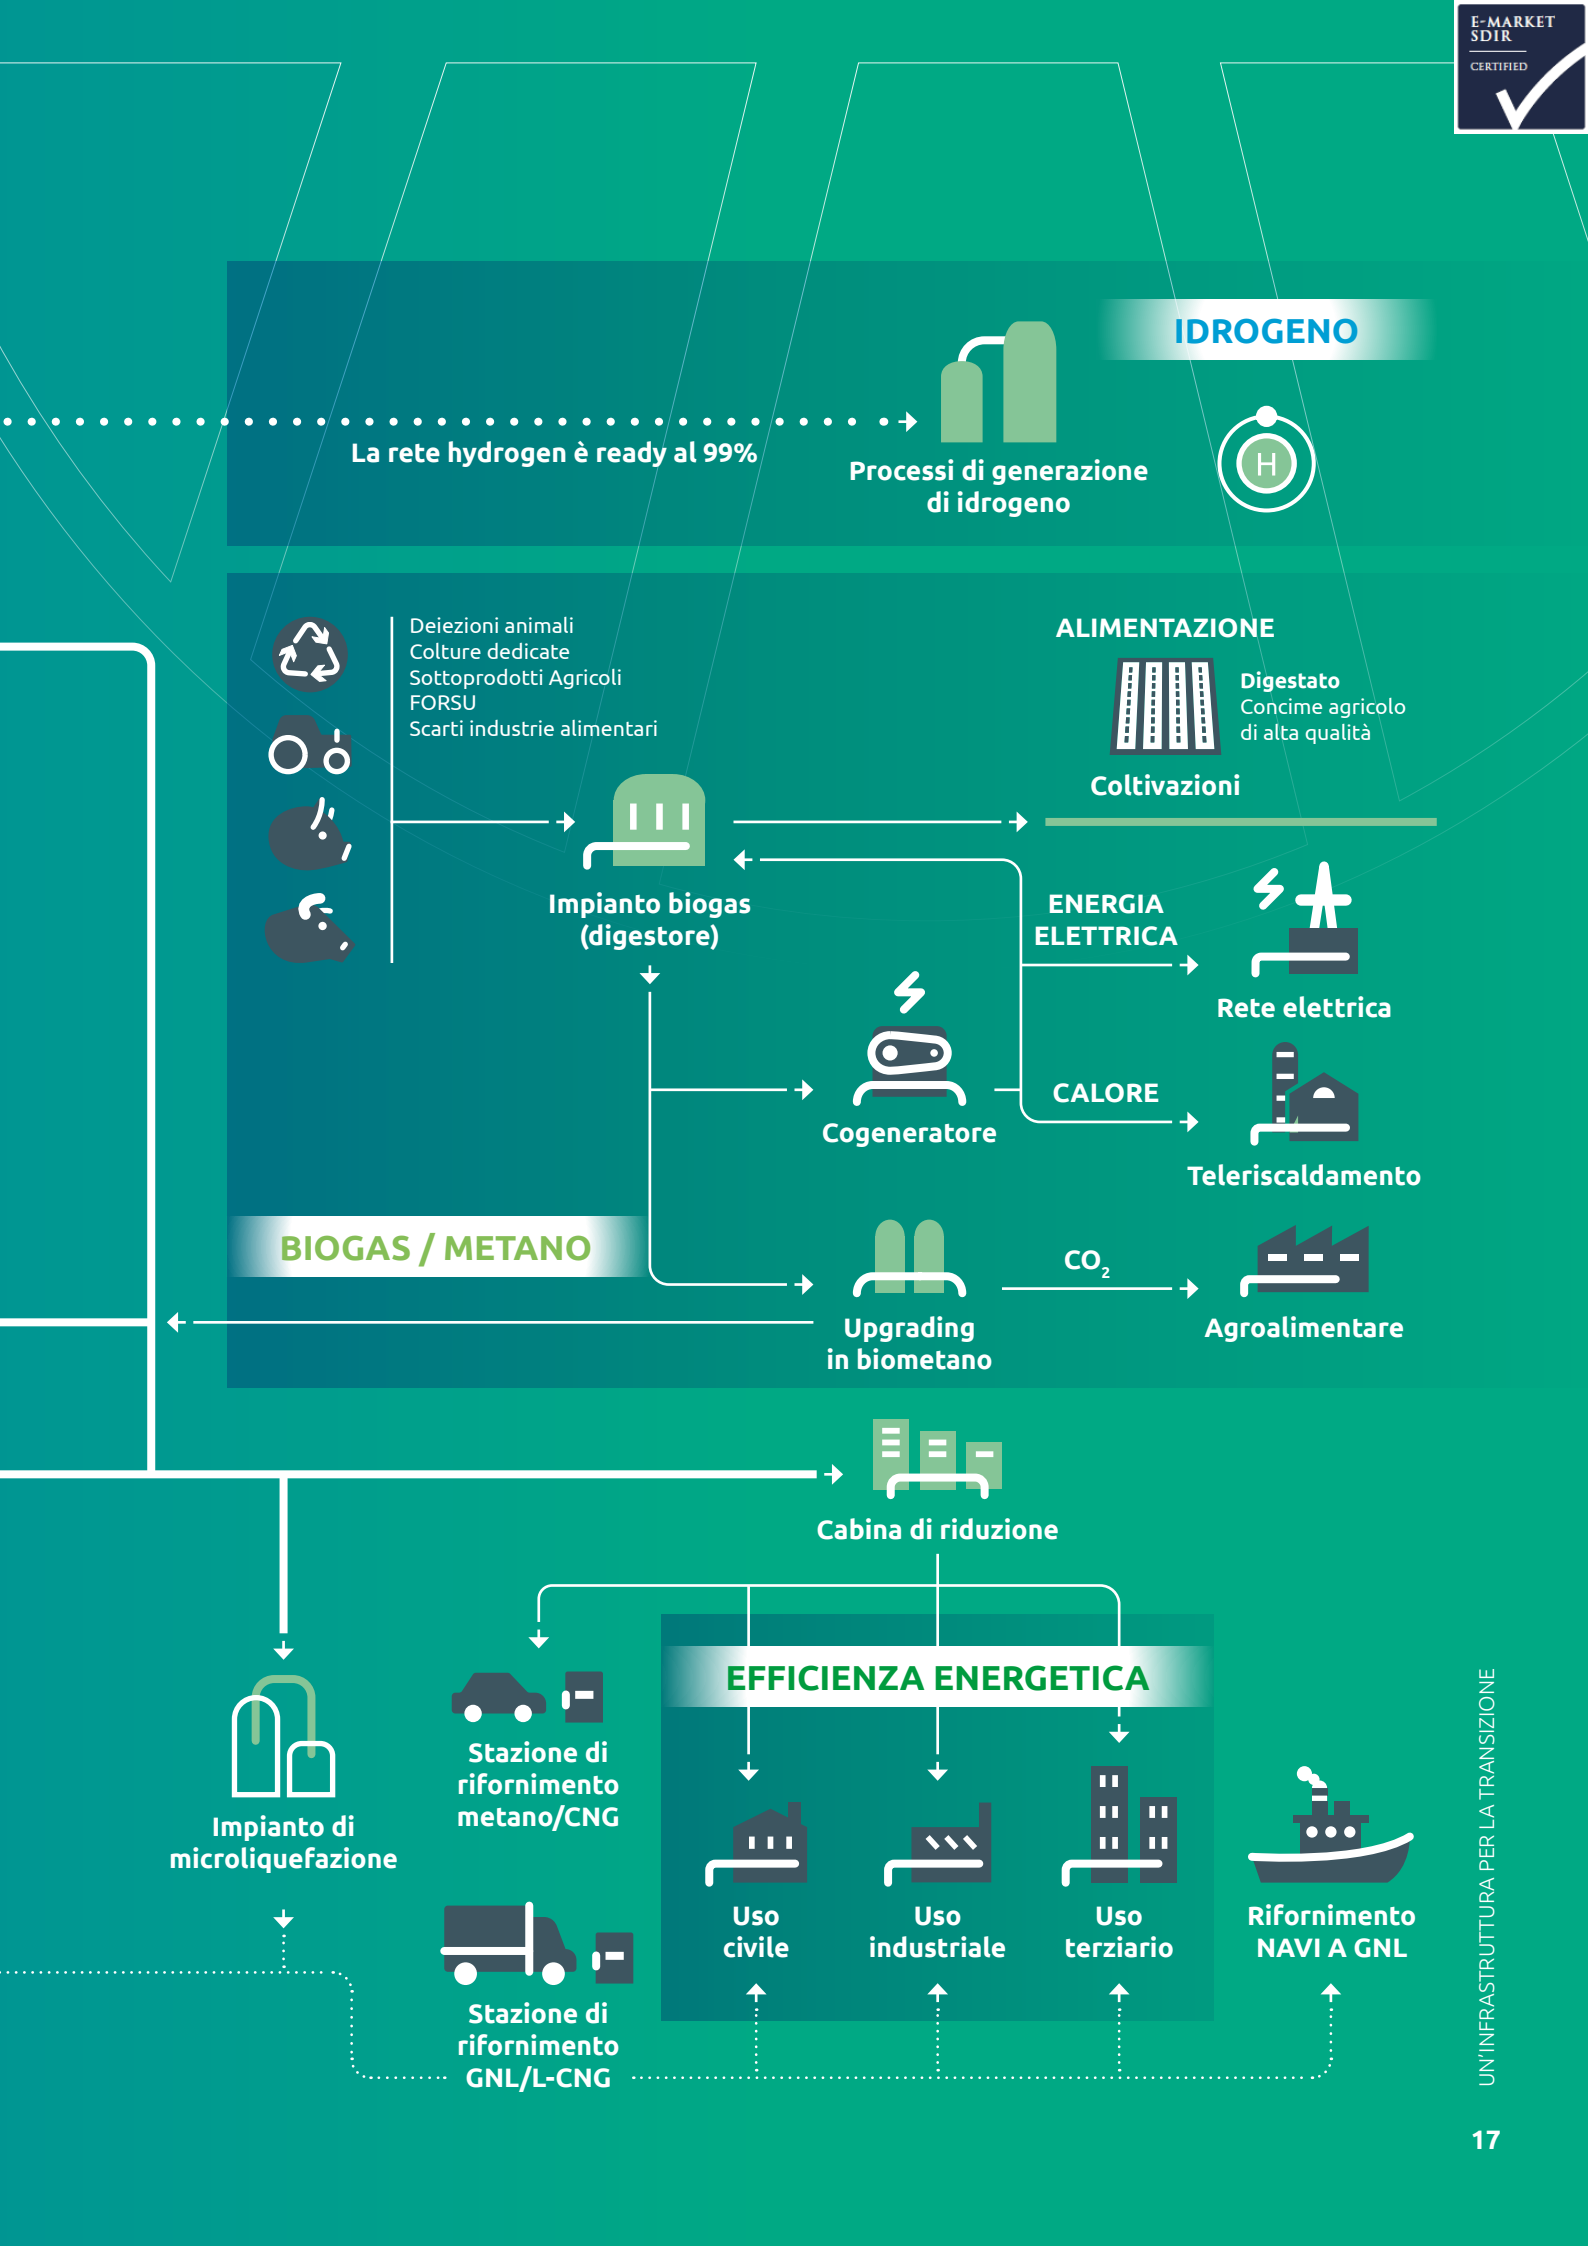 E-MARKET
SDIR
CERTIFIED
IDROGENO
La rete hydrogen è ready al 99%
Processi di generazione
di idrogeno
H
Deiezioni animali
Colture dedicate
Sottoprodotti Agricoli
FORSU
Scarti industrie alimentari
ALIMENTAZIONE
Digestato
Concime agricolo
di alta qualità
Coltivazioni
Impianto biogas
(digestore)
ENERGIA
ELETTRICA
Rete elettrica
Cogeneratore
CALORE
Teleriscaldamento
BIOGAS / METANO
CO2
Upgrading
in biometano
Agroalimentare
Cabina di riduzione
EFFICIENZA ENERGETICA
Impianto di
microliquefazione
Stazione di
rifornimento
metano/CNG
Uso
civile
Uso
industriale
Uso
terziario
Rifornimento
NAVI A GNL
Stazione di
rifornimento
GNL/L-CNG
UN'INFRASTRUTTURA PER LA TRANSIZIONE
17